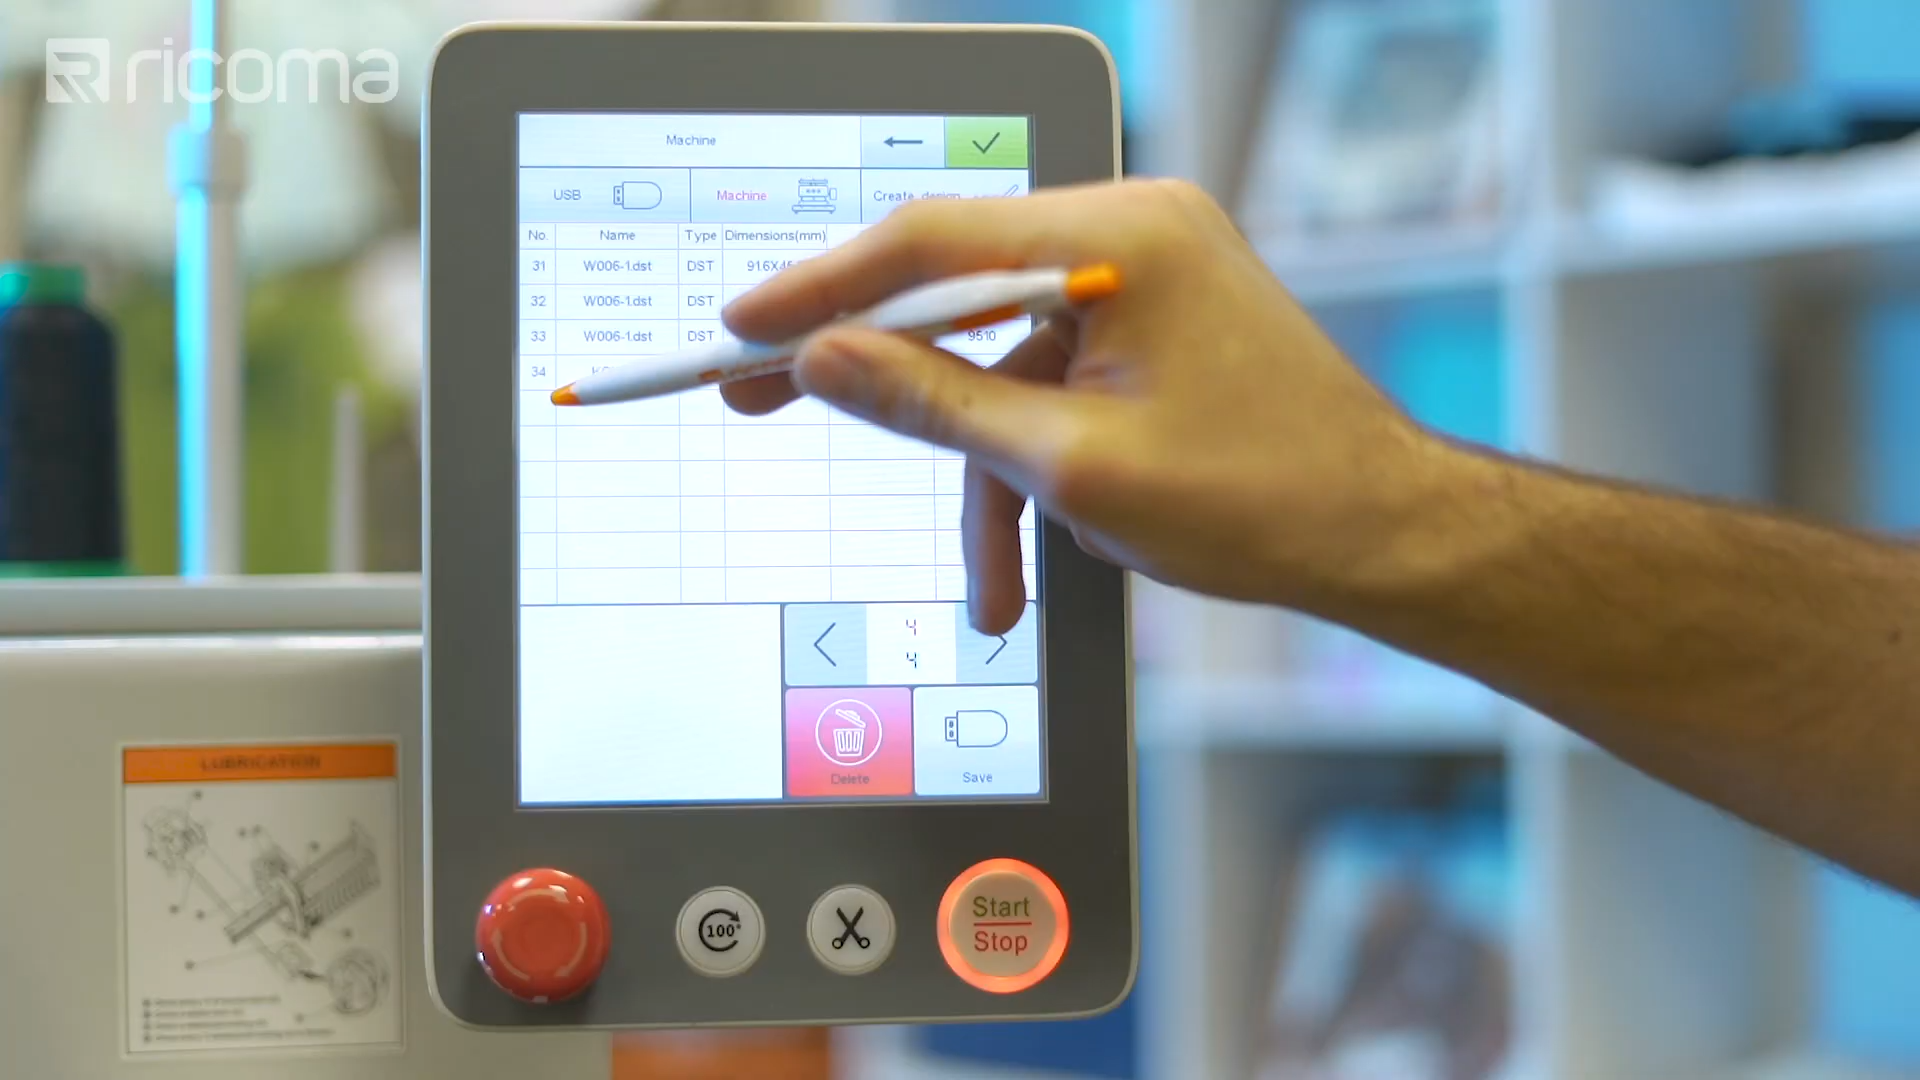 ricoma
Machine
USB Machine Create design
No. Name Type Dimensions(mm)
31 W006-1.dst DST
32 W006-1.dst DST
33 W006-1.dst DST 9510
34
4
4
Delete Save
LUBRICATION
100°
Start
Stop